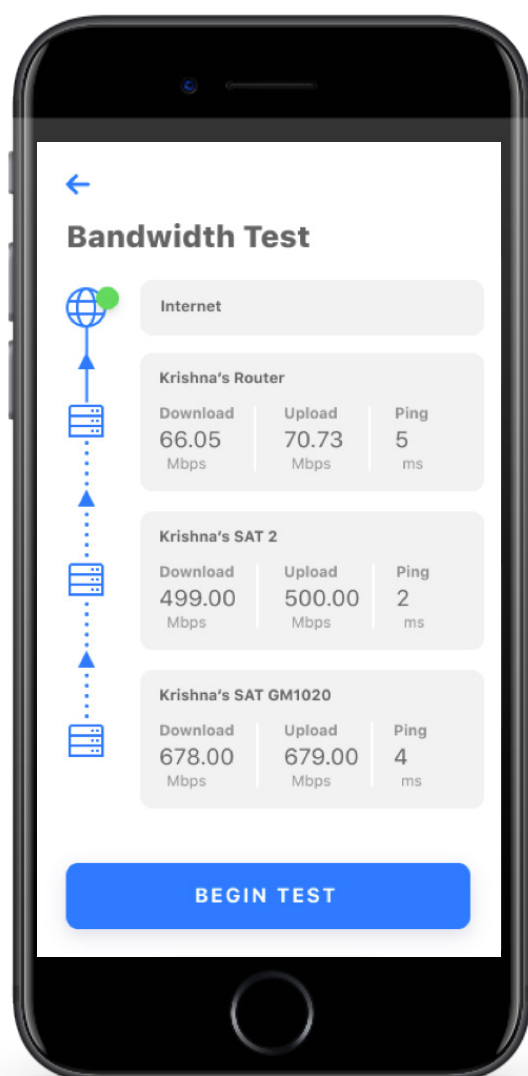 Bandwidth Test
Internet
Krishna's Router
Download Upload Ping
66.05 70.73 5
Mbps Mbps ms
Krishna's SAT 2
Download Upload Ping
499.00 500.00 2
Mbps Mbps ms
Krishna's SAT GM1020
Download Upload Ping
678.00 679.00 4
Mbps Mbps ms
BEGIN TEST